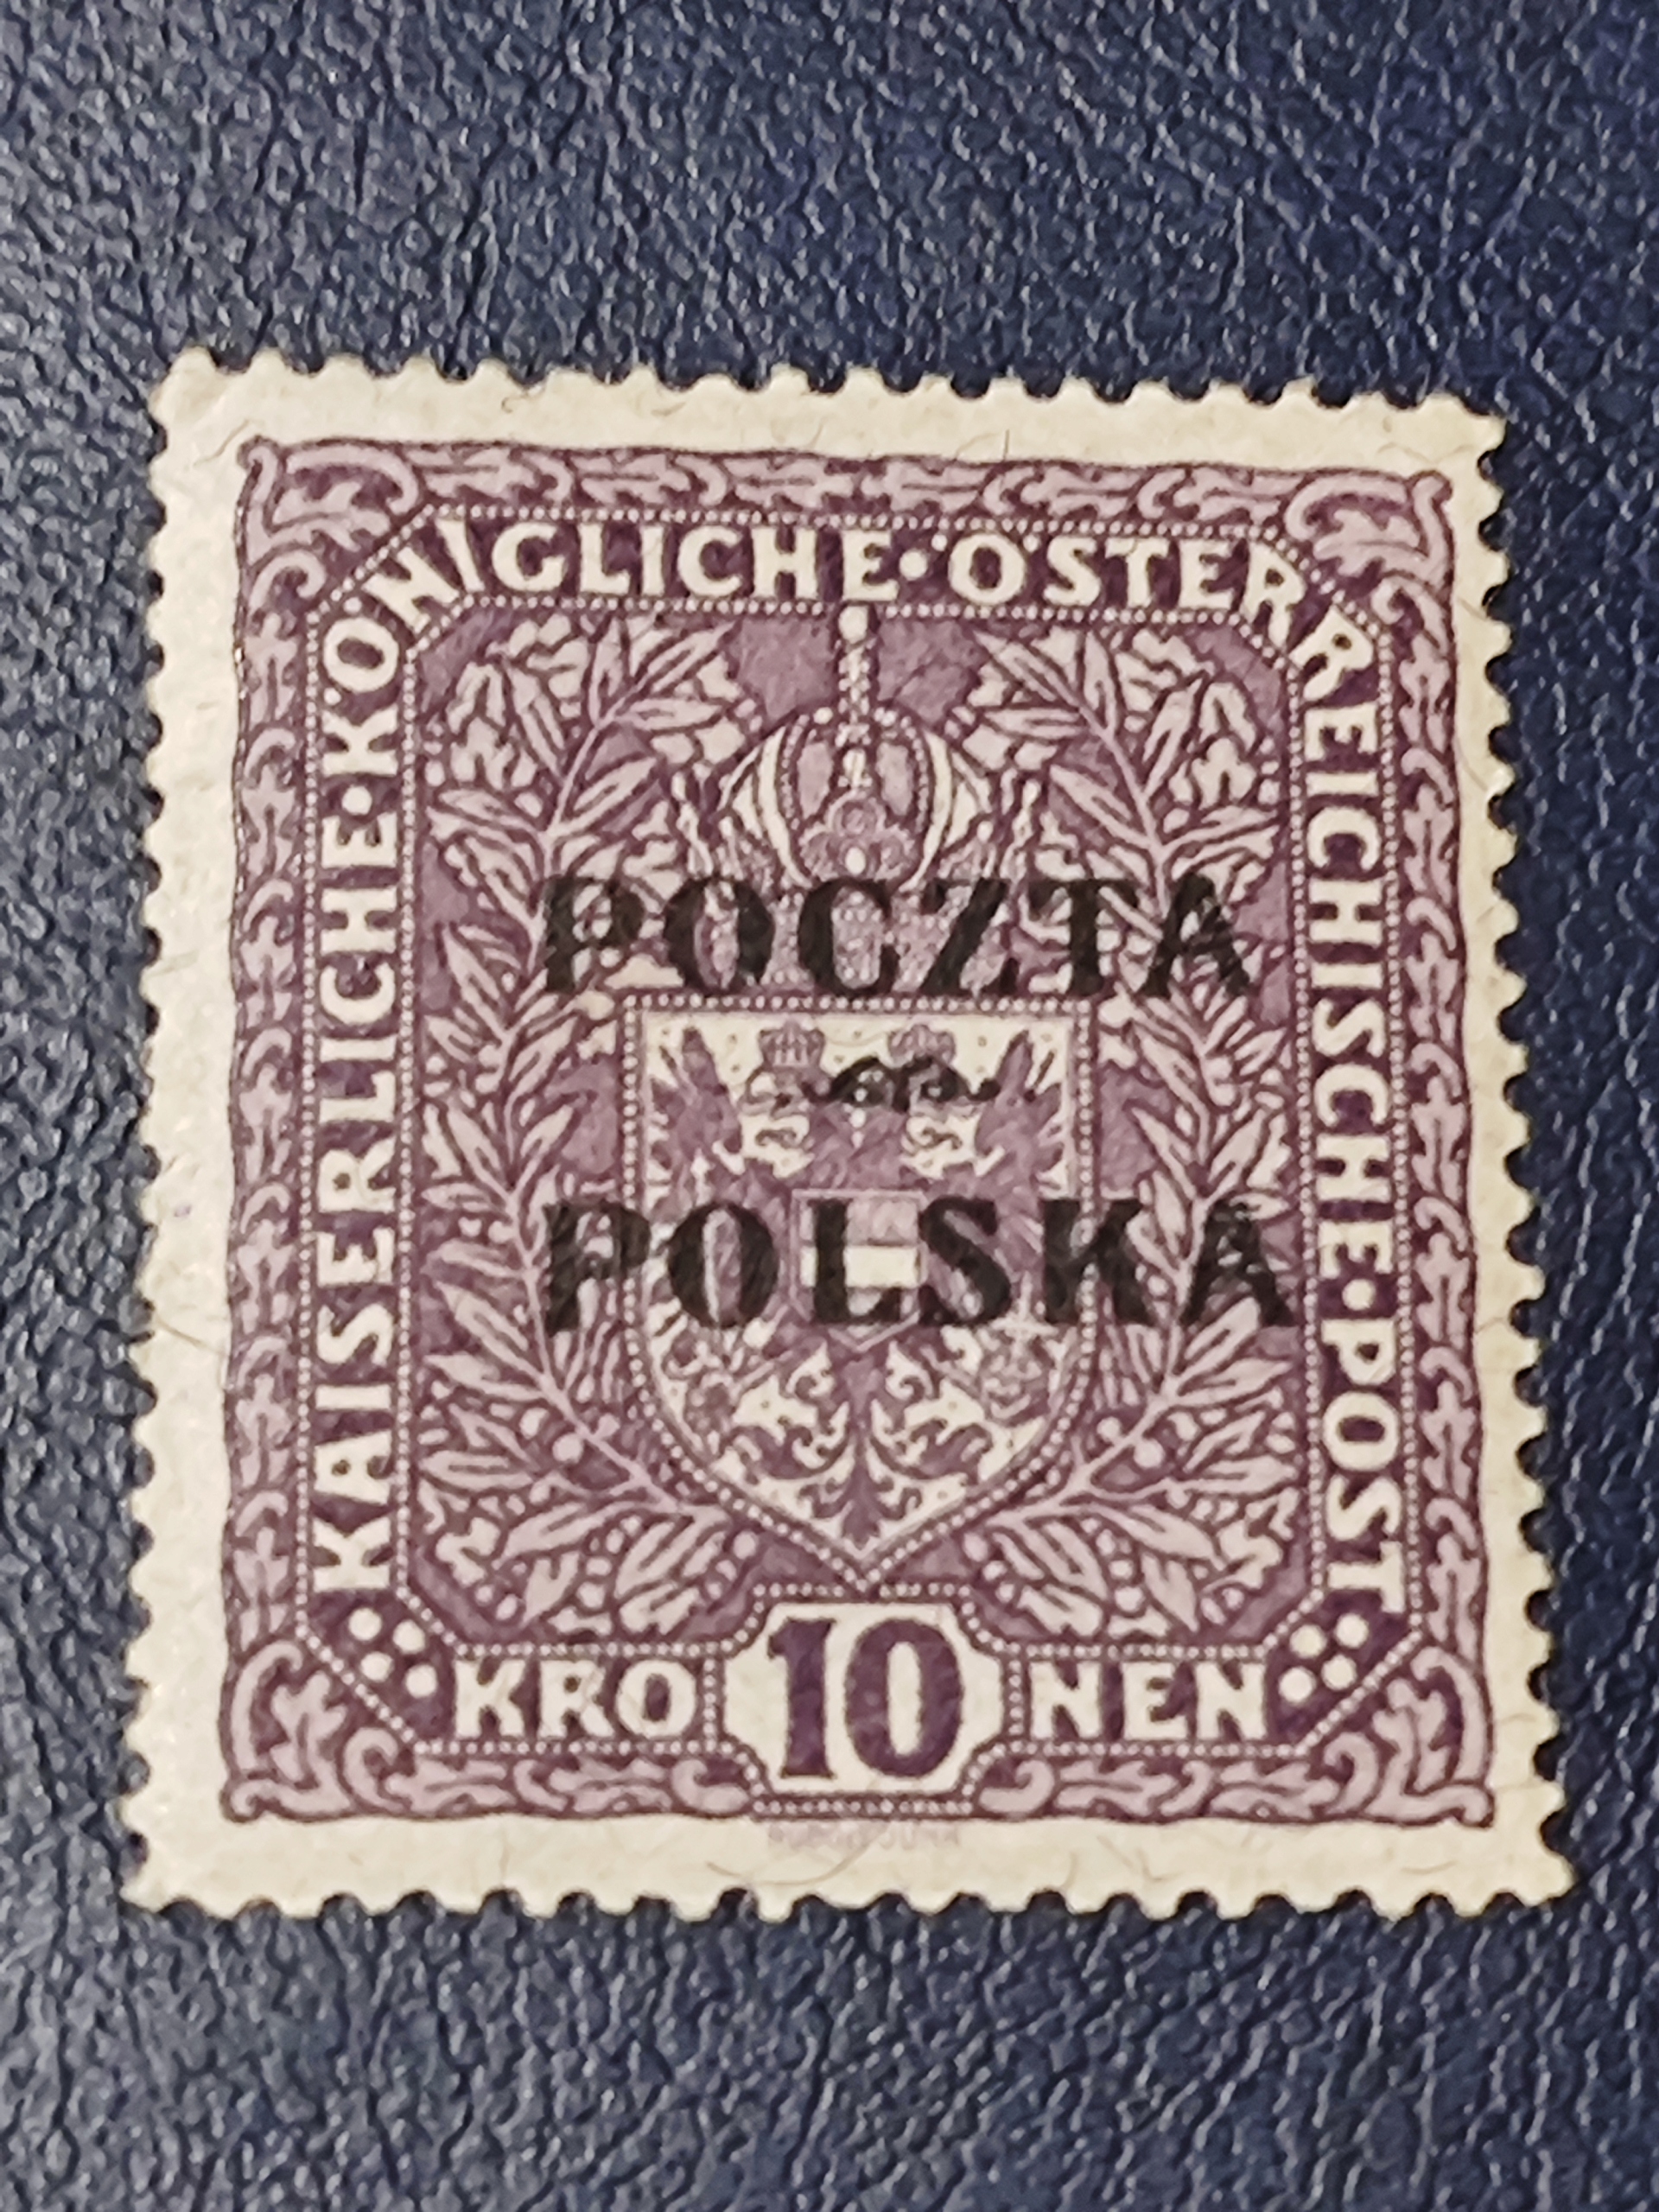 KAISERLICHE·KÖNIGLICHE·ÖSTERREICHISCHE·POST
POCZTA
POLSKA
KRO 10 NEN